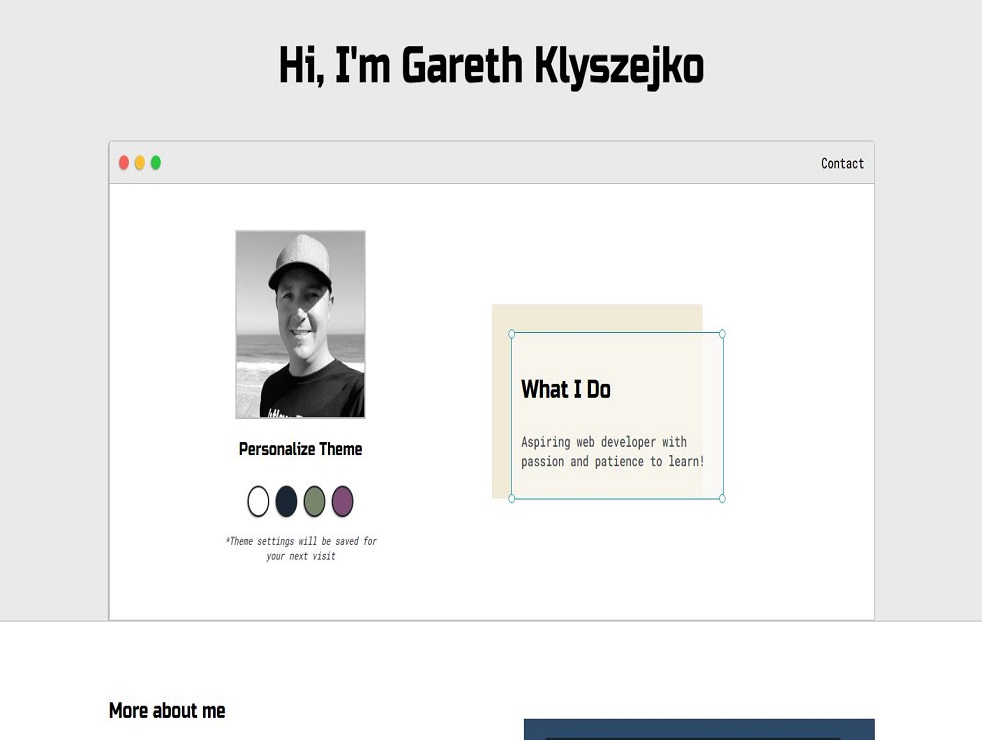 Hi, I'm Gareth Klyszejko
Contact
Personalize Theme
*Theme settings will be saved for
your next visit
What I Do
Aspiring web developer with
passion and patience to learn!
More about me